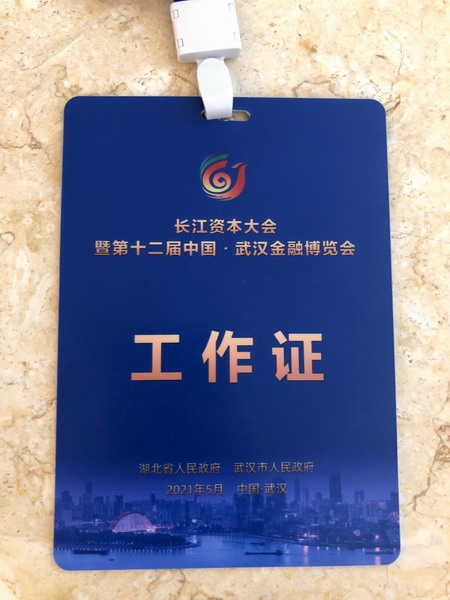 长江资本大会
暨第十二届中国·武汉金融博览会
工作证
湖北省人民政府 武汉市人民政府
2021年5月 中国·武汉